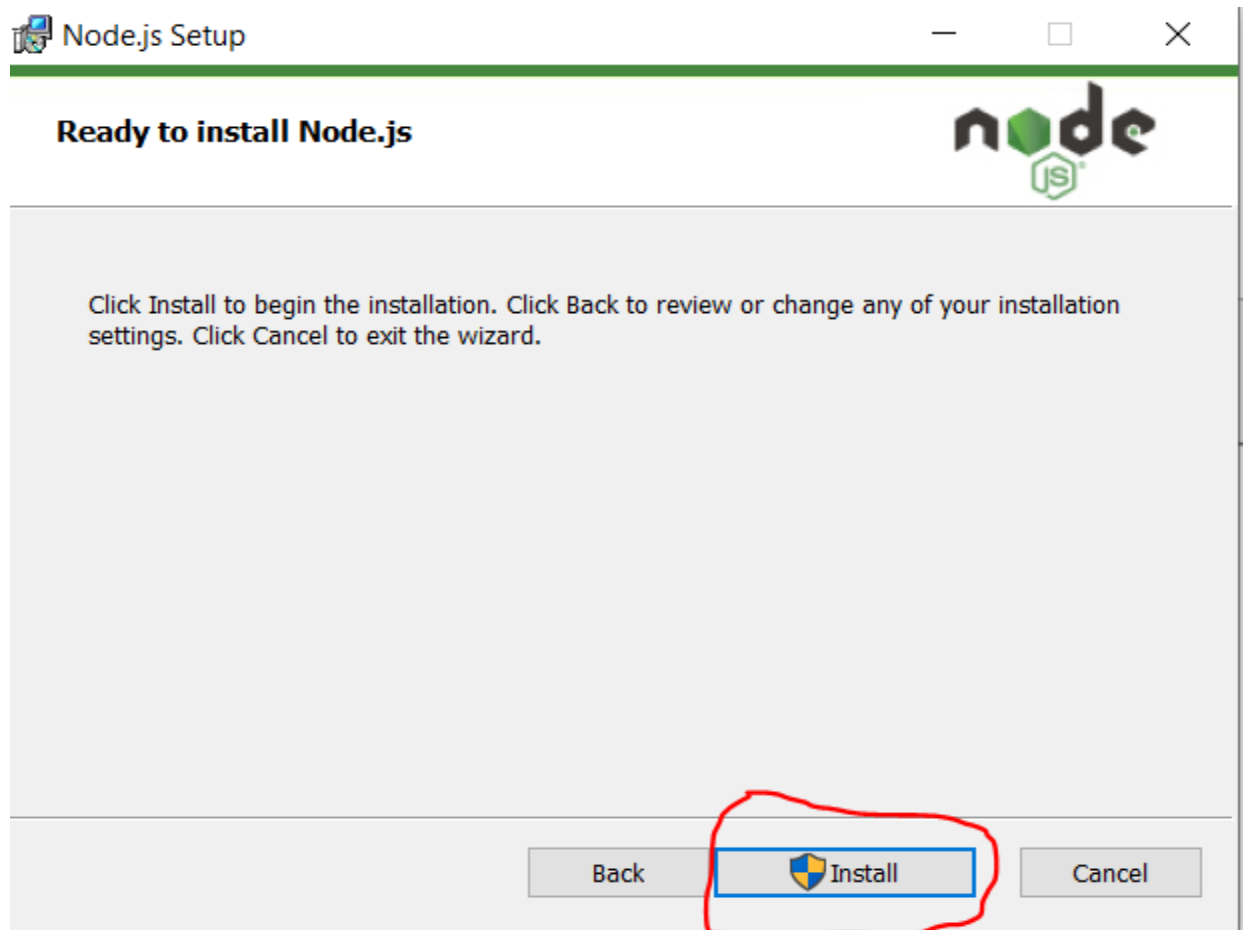 Node.js Setup
Ready to install Node.js
node
JS
Click Install to begin the installation. Click Back to review or change any of your installation
settings. Click Cancel to exit the wizard.
Back Install Cancel